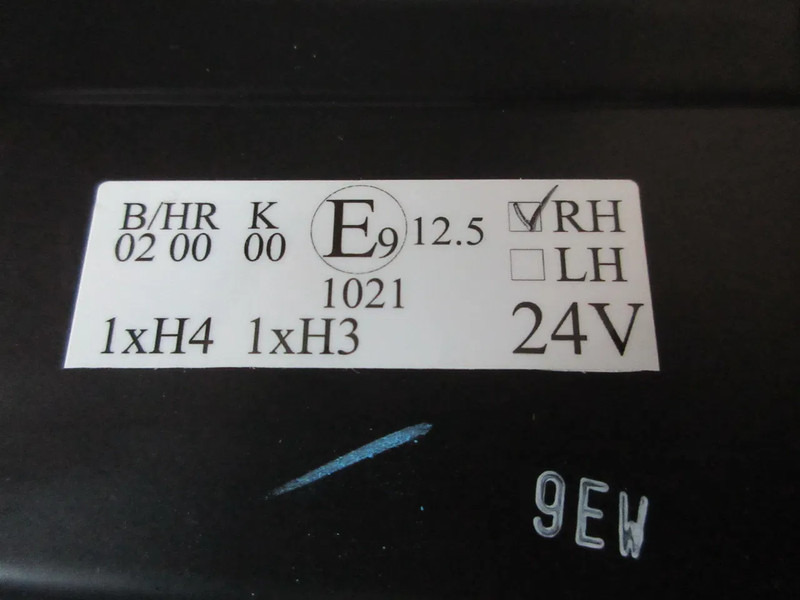 B/HR K E9 12.5 RH
02 00 00 LH
1021
1xH4 1xH3 24V
9EW